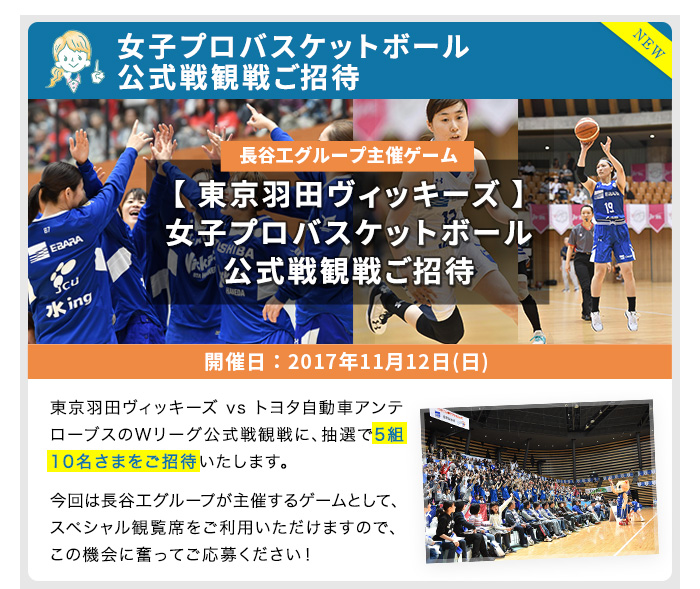 女子プロバスケットボール
公式戦観戦ご招待
NEW
長谷工グループ主催ゲーム
【 東京羽田ヴィッキーズ 】
女子プロバスケットボール
公式戦観戦ご招待
EBARA
JCU
水ing
EBARA
19
開催日：2017年11月12日(日)
東京羽田ヴィッキーズ vs トヨタ自動車アンテ
ローブスのWリーグ公式戦観戦に、抽選で5組
10名さまをご招待いたします。
今回は長谷工グループが主催するゲームとして、
スペシャル観覧席をご利用いただけますので、
この機会に奮ってご応募ください！